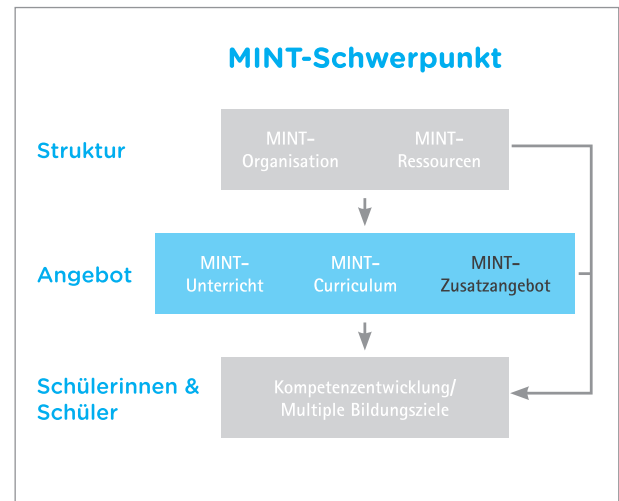 MINT-Schwerpunkt
Struktur
MINT-
Organisation
MINT-
Ressourcen
Angebot
MINT-
Unterricht
MINT-
Curriculum
MINT-
Zusatzangebot
Schülerinnen &
Schüler
Kompetenzentwicklung/
Multiple Bildungsziele